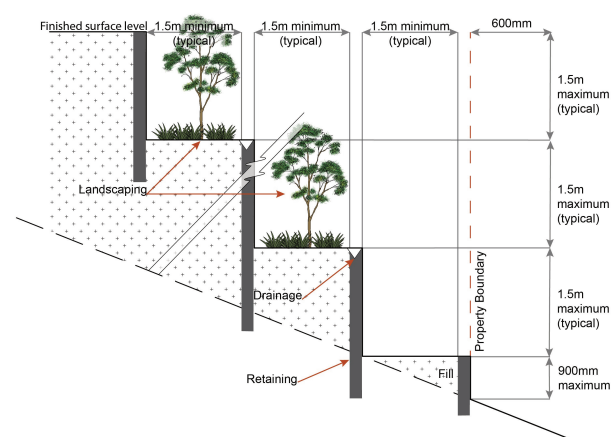 Finished surface level
1.5m minimum
(typical)
1.5m minimum
(typical)
1.5m minimum
(typical)
600mm
1.5m
maximum
(typical)
Landscaping
1.5m
maximum
(typical)
Drainage
Property Boundary
1.5m
maximum
(typical)
Retaining
Fill
900mm
maximum